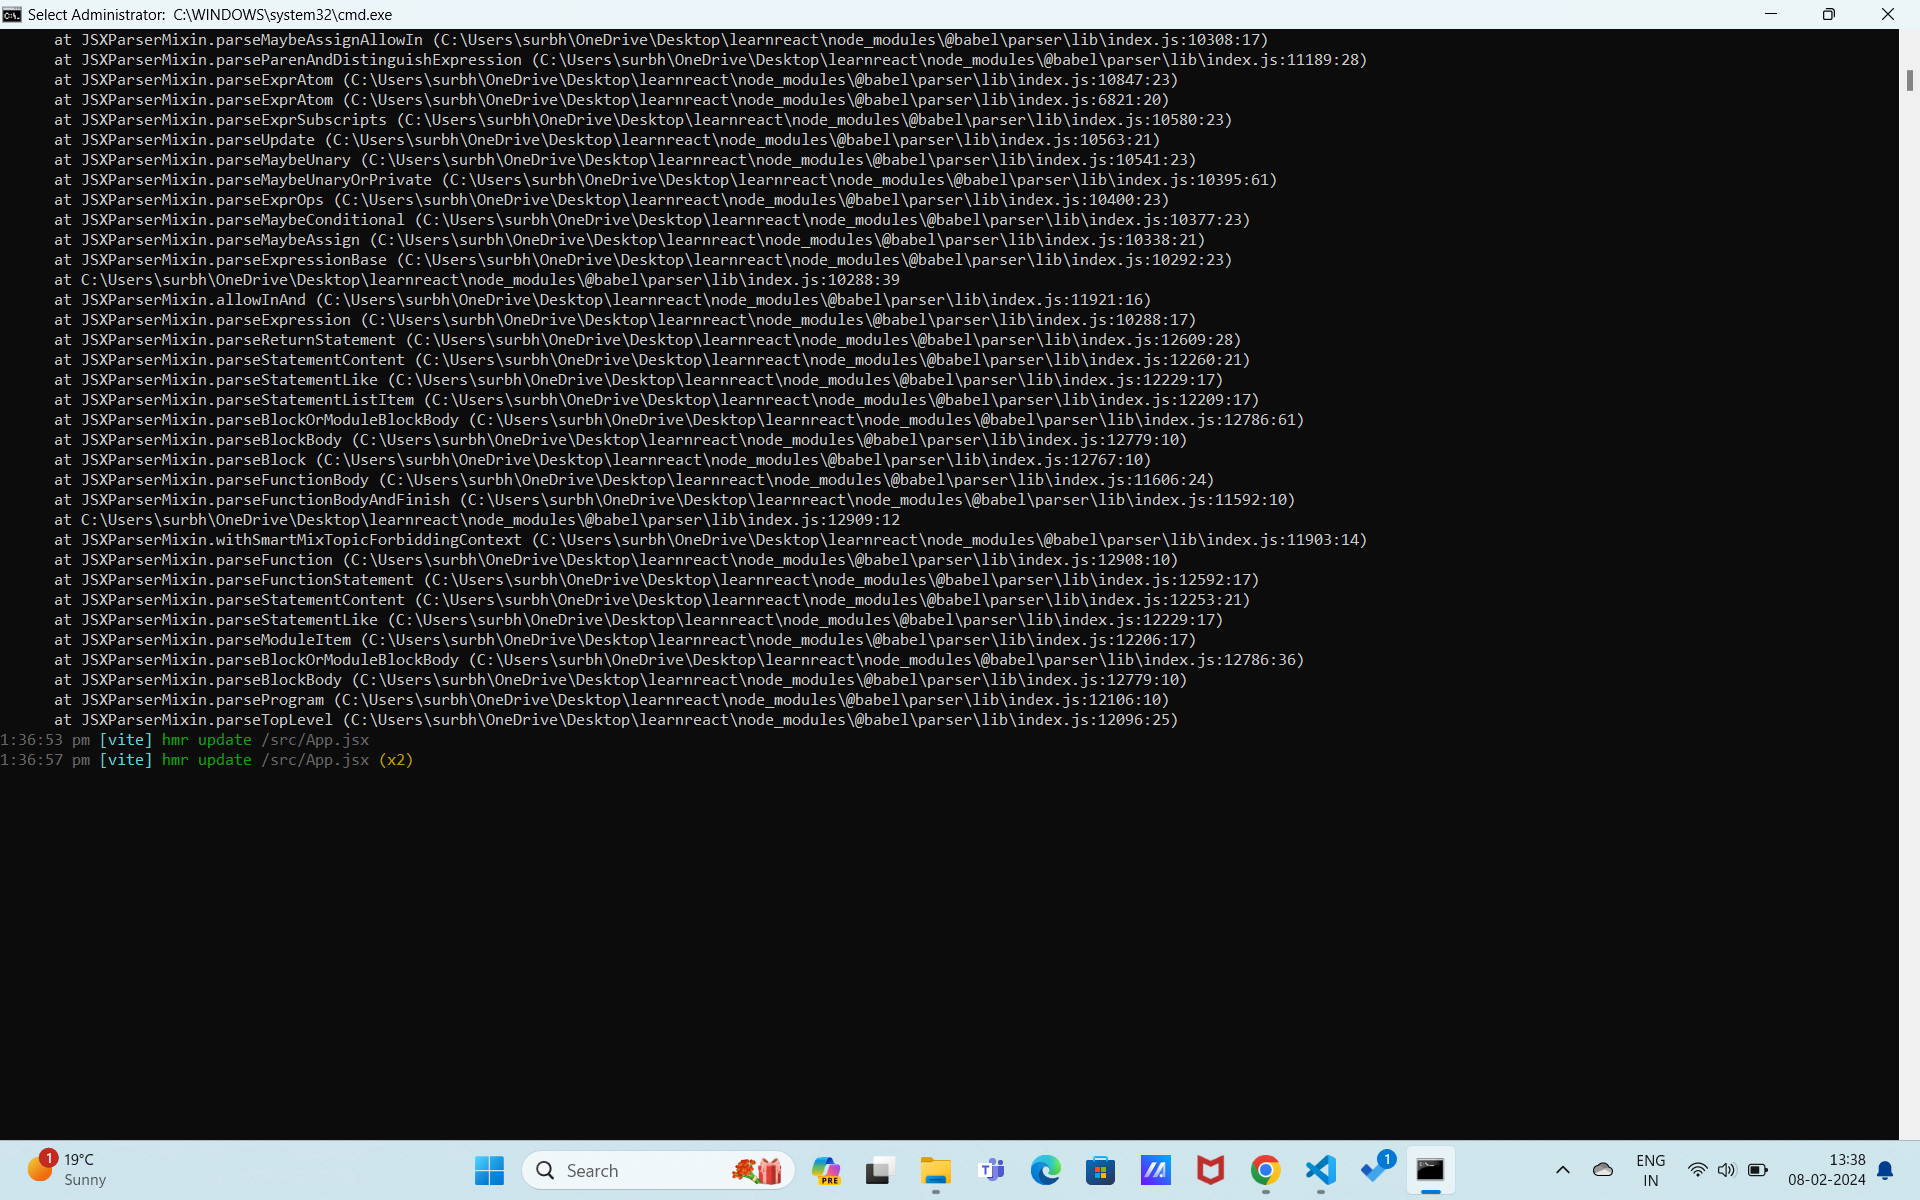 Select Administrator: C:\WINDOWS\system32\cmd.exe
at JSXParserMixin.parseMaybeAssignAllowIn (C:\Users\surbh\OneDrive\Desktop\learnreact\node_modules\@babel\parser\lib\index.js:10308:17)
at JSXParserMixin.parseParenAndDistinguishExpression (C:\Users\surbh\OneDrive\Desktop\learnreact\node_modules\@babel\parser\lib\index.js:11189:28)
at JSXParserMixin.parseExprAtom (C:\Users\surbh\OneDrive\Desktop\learnreact\node_modules\@babel\parser\lib\index.js:10847:23)
at JSXParserMixin.parseExprAtom (C:\Users\surbh\OneDrive\Desktop\learnreact\node_modules\@babel\parser\lib\index.js:6821:20)
at JSXParserMixin.parseExprSubscripts (C:\Users\surbh\OneDrive\Desktop\learnreact\node_modules\@babel\parser\lib\index.js:10580:23)
at JSXParserMixin.parseUpdate (C:\Users\surbh\OneDrive\Desktop\learnreact\node_modules\@babel\parser\lib\index.js:10563:21)
at JSXParserMixin.parseMaybeUnary (C:\Users\surbh\OneDrive\Desktop\learnreact\node_modules\@babel\parser\lib\index.js:10541:23)
at JSXParserMixin.parseMaybeUnaryOrPrivate (C:\Users\surbh\OneDrive\Desktop\learnreact\node_modules\@babel\parser\lib\index.js:10395:61)
at JSXParserMixin.parseExprOps (C:\Users\surbh\OneDrive\Desktop\learnreact\node_modules\@babel\parser\lib\index.js:10400:23)
at JSXParserMixin.parseMaybeConditional (C:\Users\surbh\OneDrive\Desktop\learnreact\node_modules\@babel\parser\lib\index.js:10377:23)
at JSXParserMixin.parseMaybeAssign (C:\Users\surbh\OneDrive\Desktop\learnreact\node_modules\@babel\parser\lib\index.js:10338:21)
at JSXParserMixin.parseExpressionBase (C:\Users\surbh\OneDrive\Desktop\learnreact\node_modules\@babel\parser\lib\index.js:10292:23)
at C:\Users\surbh\OneDrive\Desktop\learnreact\node_modules\@babel\parser\lib\index.js:10288:39
at JSXParserMixin.allowInAnd (C:\Users\surbh\OneDrive\Desktop\learnreact\node_modules\@babel\parser\lib\index.js:11921:16)
at JSXParserMixin.parseExpression (C:\Users\surbh\OneDrive\Desktop\learnreact\node_modules\@babel\parser\lib\index.js:10288:17)
at JSXParserMixin.parseReturnStatement (C:\Users\surbh\OneDrive\Desktop\learnreact\node_modules\@babel\parser\lib\index.js:12609:28)
at JSXParserMixin.parseStatementContent (C:\Users\surbh\OneDrive\Desktop\learnreact\node_modules\@babel\parser\lib\index.js:12260:21)
at JSXParserMixin.parseStatementLike (C:\Users\surbh\OneDrive\Desktop\learnreact\node_modules\@babel\parser\lib\index.js:12229:17)
at JSXParserMixin.parseStatementListItem (C:\Users\surbh\OneDrive\Desktop\learnreact\node_modules\@babel\parser\lib\index.js:12209:17)
at JSXParserMixin.parseBlockOrModuleBlockBody (C:\Users\surbh\OneDrive\Desktop\learnreact\node_modules\@babel\parser\lib\index.js:12786:61)
at JSXParserMixin.parseBlockBody (C:\Users\surbh\OneDrive\Desktop\learnreact\node_modules\@babel\parser\lib\index.js:12779:10)
at JSXParserMixin.parseBlock (C:\Users\surbh\OneDrive\Desktop\learnreact\node_modules\@babel\parser\lib\index.js:12767:10)
at JSXParserMixin.parseFunctionBody (C:\Users\surbh\OneDrive\Desktop\learnreact\node_modules\@babel\parser\lib\index.js:11606:24)
at JSXParserMixin.parseFunctionBodyAndFinish (C:\Users\surbh\OneDrive\Desktop\learnreact\node_modules\@babel\parser\lib\index.js:11592:10)
at C:\Users\surbh\OneDrive\Desktop\learnreact\node_modules\@babel\parser\lib\index.js:12909:12
at JSXParserMixin.withSmartMixTopicForbiddingContext (C:\Users\surbh\OneDrive\Desktop\learnreact\node_modules\@babel\parser\lib\index.js:11903:14)
at JSXParserMixin.parseFunction (C:\Users\surbh\OneDrive\Desktop\learnreact\node_modules\@babel\parser\lib\index.js:12908:10)
at JSXParserMixin.parseFunctionStatement (C:\Users\surbh\OneDrive\Desktop\learnreact\node_modules\@babel\parser\lib\index.js:12592:17)
at JSXParserMixin.parseStatementContent (C:\Users\surbh\OneDrive\Desktop\learnreact\node_modules\@babel\parser\lib\index.js:12253:21)
at JSXParserMixin.parseStatementLike (C:\Users\surbh\OneDrive\Desktop\learnreact\node_modules\@babel\parser\lib\index.js:12229:17)
at JSXParserMixin.parseModuleItem (C:\Users\surbh\OneDrive\Desktop\learnreact\node_modules\@babel\parser\lib\index.js:12206:17)
at JSXParserMixin.parseBlockOrModuleBlockBody (C:\Users\surbh\OneDrive\Desktop\learnreact\node_modules\@babel\parser\lib\index.js:12786:36)
at JSXParserMixin.parseBlockBody (C:\Users\surbh\OneDrive\Desktop\learnreact\node_modules\@babel\parser\lib\index.js:12779:10)
at JSXParserMixin.parseProgram (C:\Users\surbh\OneDrive\Desktop\learnreact\node_modules\@babel\parser\lib\index.js:12106:10)
at JSXParserMixin.parseTopLevel (C:\Users\surbh\OneDrive\Desktop\learnreact\node_modules\@babel\parser\lib\index.js:12096:25)
1:36:53 pm [vite] hmr update /src/App.jsx
1:36:57 pm [vite] hmr update /src/App.jsx (x2)
1
19°C
Sunny
Search
PRE
1
ENG
IN
13:38
08-02-2024